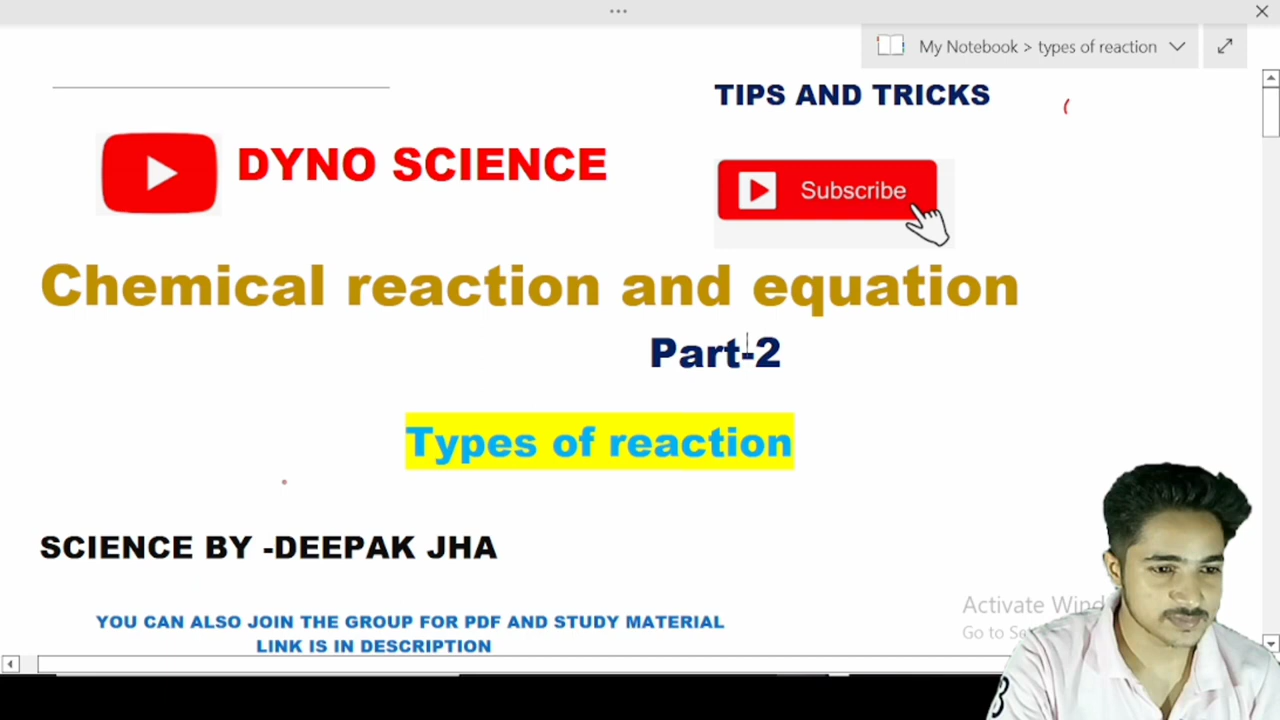 My Notebook > types of reaction
TIPS AND TRICKS
DYNO SCIENCE
Subscribe
Chemical reaction and equation
Part-2
Types of reaction
SCIENCE BY -DEEPAK JHA
Activate
Go to
YOU CAN ALSO JOIN THE GROUP FOR PDF AND STUDY MATERIAL
LINK IS IN DESCRIPTION